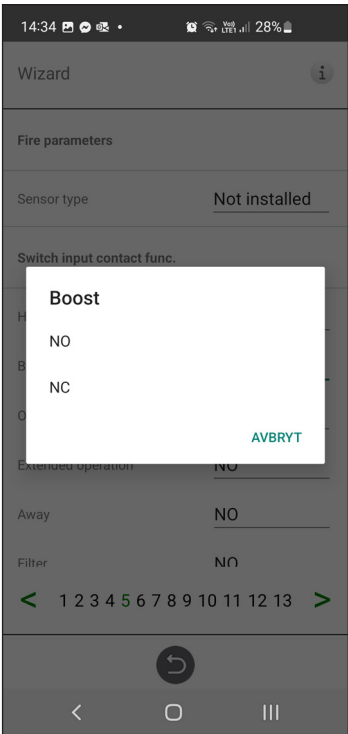 14:34 VoLTE1 28%
Wizard i
Fire parameters
Sensor type Not installed
Switch input contact func.
H
Boost
NO
B
NC
O
AVBRYT
Extended operation NO
Away NO
Filter NO
< 1 2 3 4 5 6 7 8 9 10 11 12 13 >